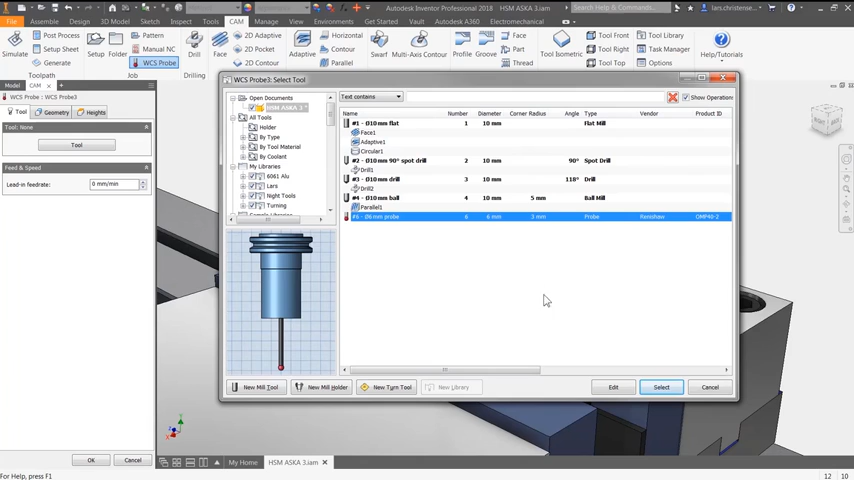 Autodesk Inventor Professional 2018 HSM ASKA 3.iam
Search Help & Commands...
lars.christense...
File Assemble Design 3D Model Sketch Inspect Tools CAM Manage View Environments Get Started Vault Autodesk A360 Electromechanical
Simulate
Post Process
Setup Sheet
Generate
Toolpath
Setup
Folder
Pattern
Manual NC
WCS Probe
Job
Drill
Drilling
2D Adaptive
2D Pocket
2D Contour
Adaptive
Pocket
Contour
Parallel
Swarf
Multi-Axis Contour
Profile
Groove
Face
Part
Thread
Tool Isometric
Tool Front
Tool Right
Tool Top
Tool Library
Task Manager
Options
Help/Tutorials
Model CAM
WCS Probe : WCS Probe3
Tool Geometry Heights
Tool: None
Tool
Feed & Speed
Lead-in feedrate: 0 mm/min
OK Cancel
WCS Probe3: Select Tool
Open Documents
HSM ASKA 3 *
All Tools
Holder
By Type
By Tool Material
By Coolant
My Libraries
6061 Alu
Lars
Night Tools
Turning
Text contains
Show Operations
Name Number Diameter Corner Radius Angle Type Vendor Product ID
#1 - Ø10 mm flat 1 10 mm Flat Mill
Face1
Adaptive1
Circular1
#2 - Ø10 mm 90° spot drill 2 10 mm 90° Spot Drill
Drill1
#3 - Ø10 mm drill 3 10 mm 118° Drill
Drill2
#4 - Ø10 mm ball 4 10 mm 5 mm Ball Mill
Parallel1
#6 - Ø6 mm probe 6 6 mm 3 mm Probe Renishaw OMP40-2
New Mill Tool New Mill Holder New Turn Tool New Library Edit Select Cancel
My Home HSM ASKA 3.iam
For Help, press F1
12 10